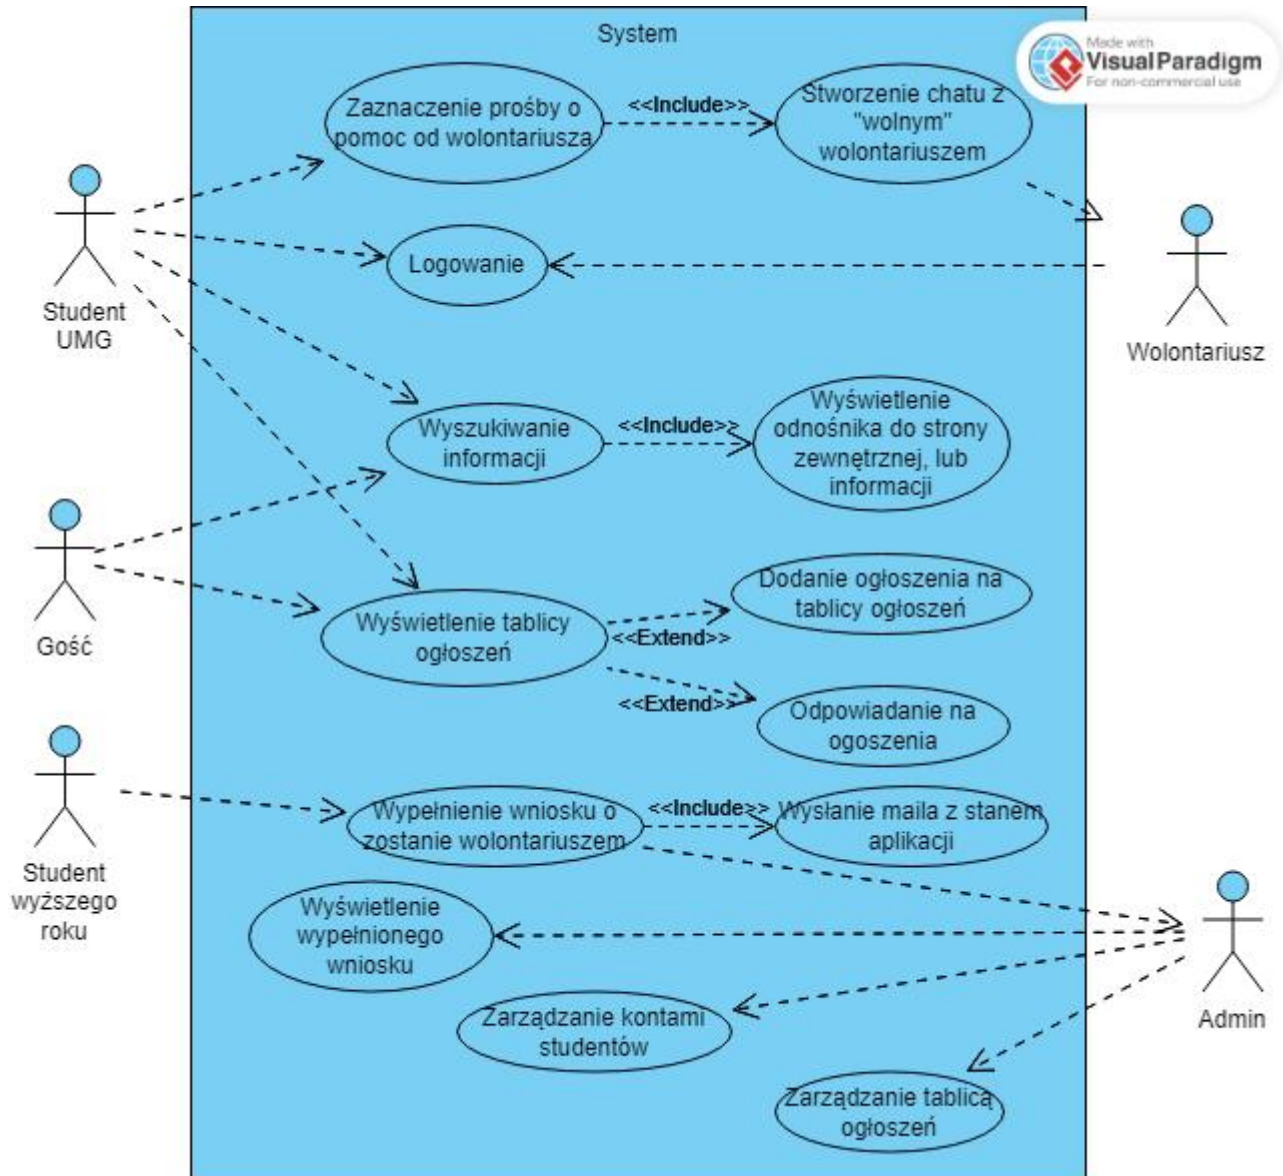 System
Made with
Visual Paradigm
For non-commercial use
Zaznaczenie prośby o
pomoc od wolontariusza
<<Include>>
Stworzenie chatu z
"wolnym"
wolontariuszem
Student
UMG
Logowanie
Wolontariusz
Wyszukiwanie
informacji
<<Include>>
Wyświetlenie
odnośnika do strony
zewnętrznej, lub
informacji
Gość
Wyświetlenie tablicy
ogłoszeń
<<Extend>>
Dodanie ogłoszenia na
tablicy ogłoszeń
<<Extend>>
Odpowiadanie na
ogoszenia
Student
wyższego
roku
Wypełnienie wniosku o
zostanie wolontariuszem
<<Include>>
Wysłanie maila z stanem
aplikacji
Wyświetlenie
wypełnionego
wniosku
Zarządzanie kontami
studentów
Admin
Zarządzanie tablicą
ogłoszeń